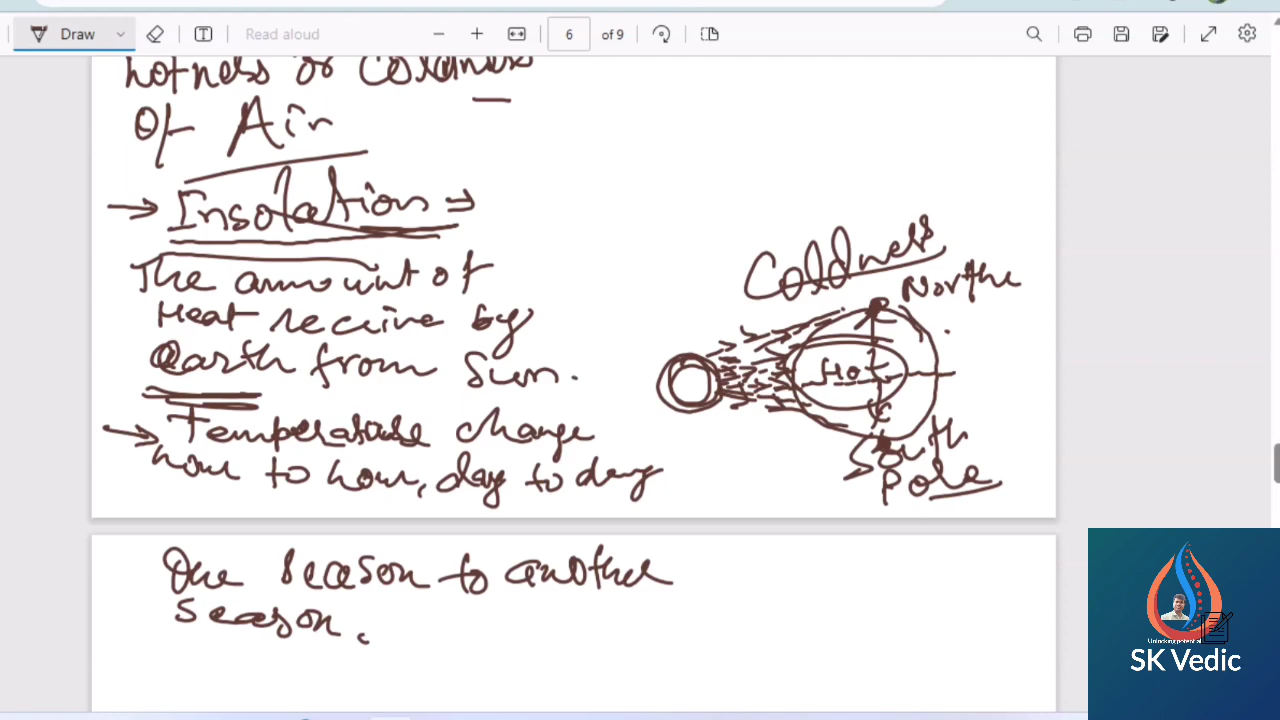 Draw
Read aloud
6
of 9
hotness or Coldness
Of Air
→ Insolation →
The amount of
Heat receive by
earth from Sun.
→ Temperature change
hour to hour, day to day
One season to another
season.
Coldness
Northe
Hot
South
Pole
Unlocking potential
SK Vedic